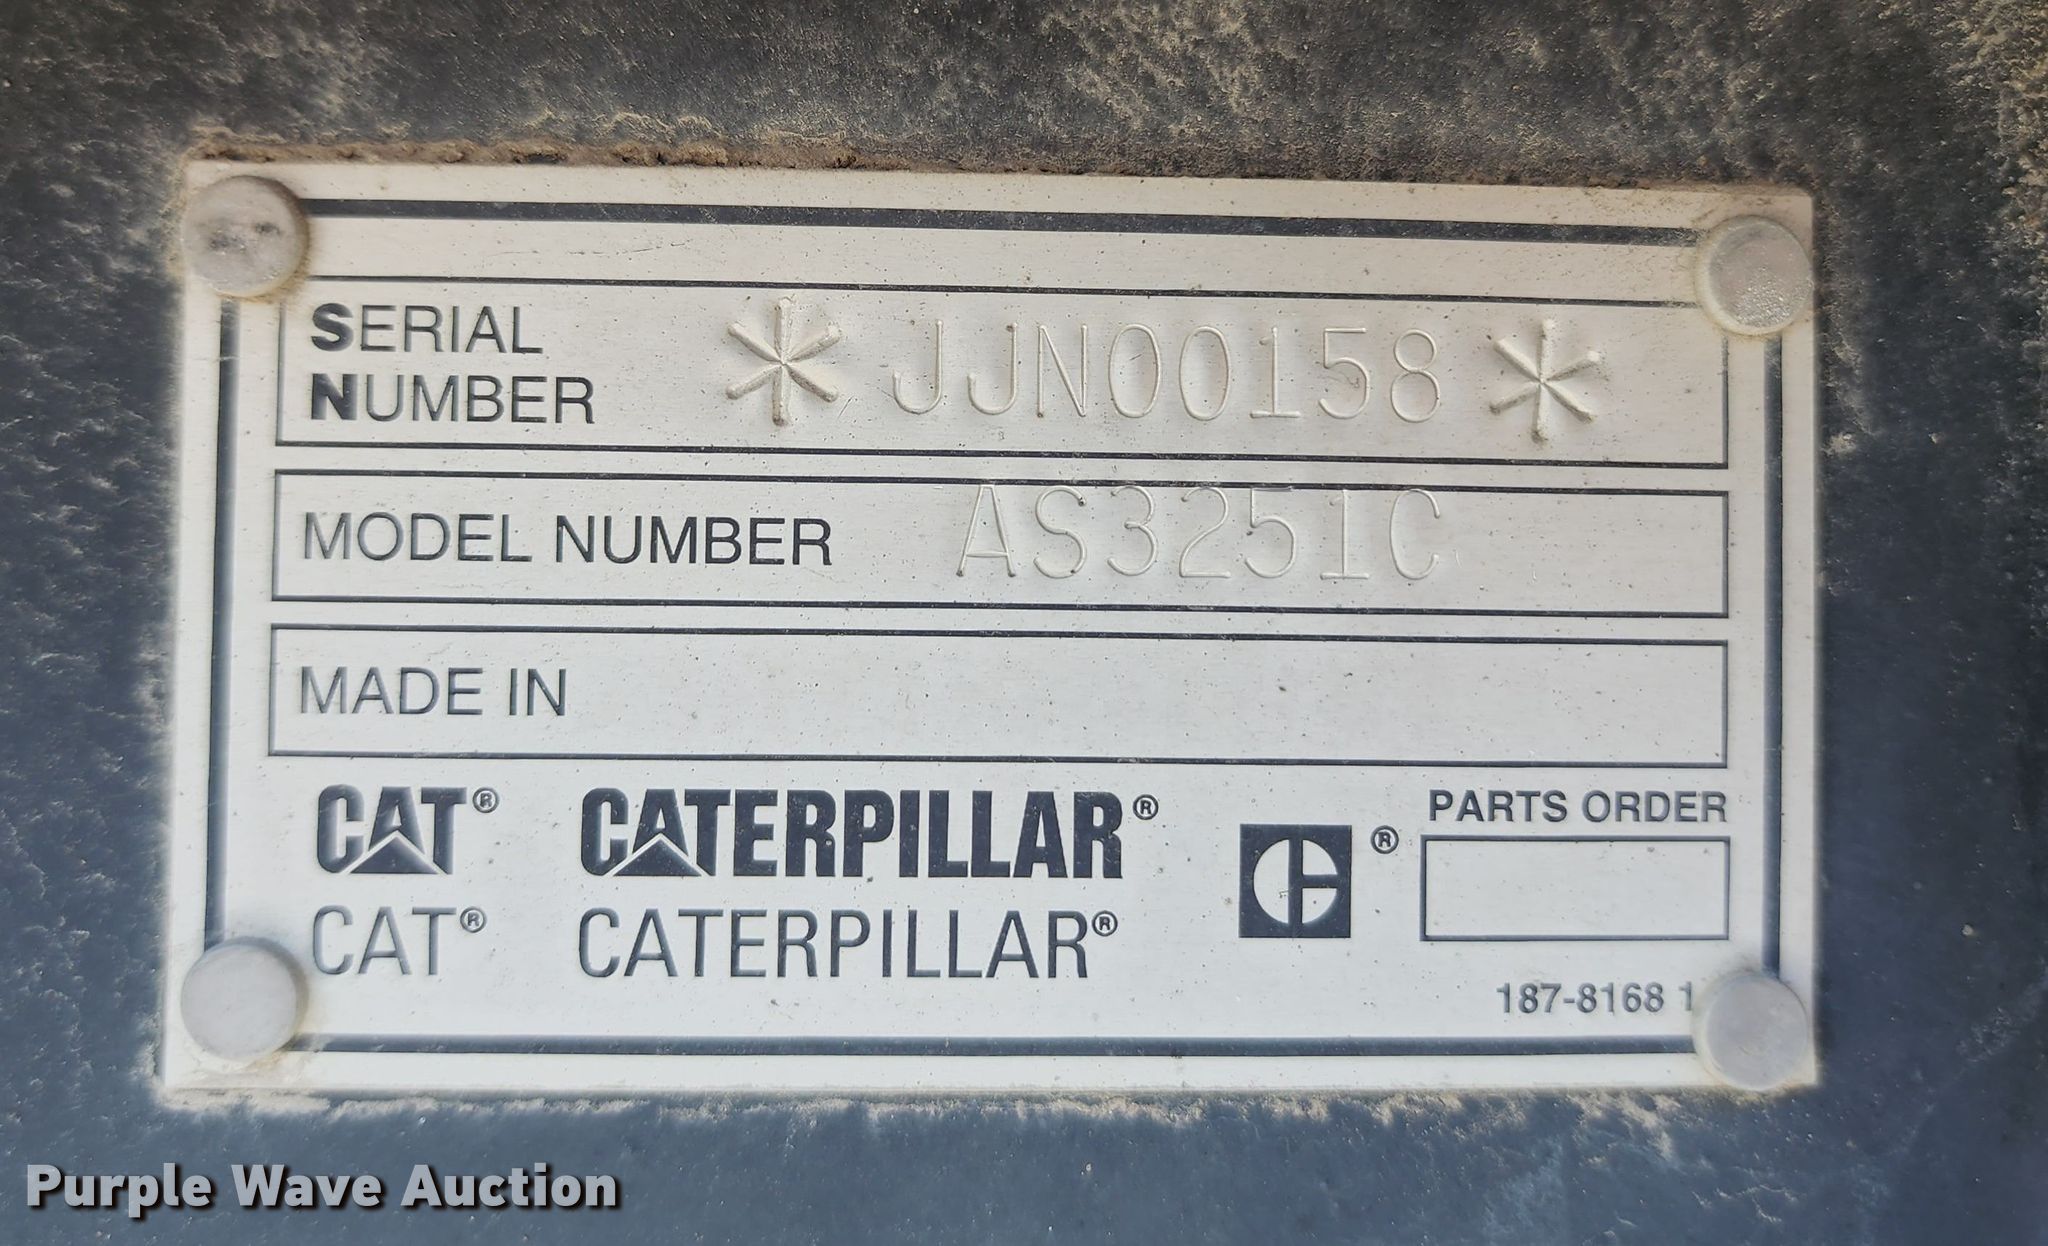 SERIAL NUMBER *JJN00158*
MODEL NUMBER AS3251C
MADE IN
CAT® CATERPILLAR® ®
CAT® CATERPILLAR®
PARTS ORDER
187-8168 1
Purple Wave Auction